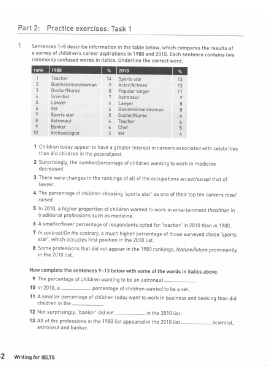 Part 2: Practice exercises: Task 1
1 Sentences 1–8 describe information in the table below, which compares the results of
a survey of children's career aspirations in 1980 and 2010. Each sentence contains two
commonly confused words in italics. Underline the correct word.
rank 1980 % 2010 %
1 Teacher 14 Sports star 12
2 Businessman/woman 9 Actor/Actress 12
3 Doctor/Nurse 8 Popular singer 11
4 Scientist 7 Astronaut 9
5 Lawyer 6 Lawyer 8
6 Vet 6 Businessman/woman 8
7 Sports star 5 Doctor/Nurse 6
8 Astronaut 4 Teacher 6
9 Banker 4 Chef 5
10 Archaeologist 3 Vet 4
1 Children today appear to have a greater interest in careers associated with celebrities
than did children in the passed/past.
2 Surprisingly, the number/percentage of children wanting to work in medicine
decreased.
3 There were changes in the rankings of all of the occupations accept/except that of
lawyer.
4 The percentage of children choosing 'sports star' as one of their top ten careers rose/
raised.
5 In 2010, a higher proportion of children wanted to work in entertainment then/than in
traditional professions such as medicine.
6 A smaller/fewer percentage of respondents opted for 'teacher' in 2010 than in 1980.
7 In contrast/On the contrary, a much higher percentage of those surveyed chose 'sports
star', which occupies first position in the 2010 list.
8 Some professions that did not appear in the 1980 rankings, feature/future prominently
in the 2010 list.
Now complete the sentences 9–13 below with some of the words in italics above.
9 The percentage of children wanting to be an astronaut
10 In 2010, a percentage of children wanted to be a vet.
11 A smaller percentage of children today want to work in business and banking than did
children in the
12 Not surprisingly, 'banker' did not in the 2010 list.
13 All of the professions in the 1980 list appeared in the 2010 list scientist,
astronaut and banker.
2 Writing for IELTS